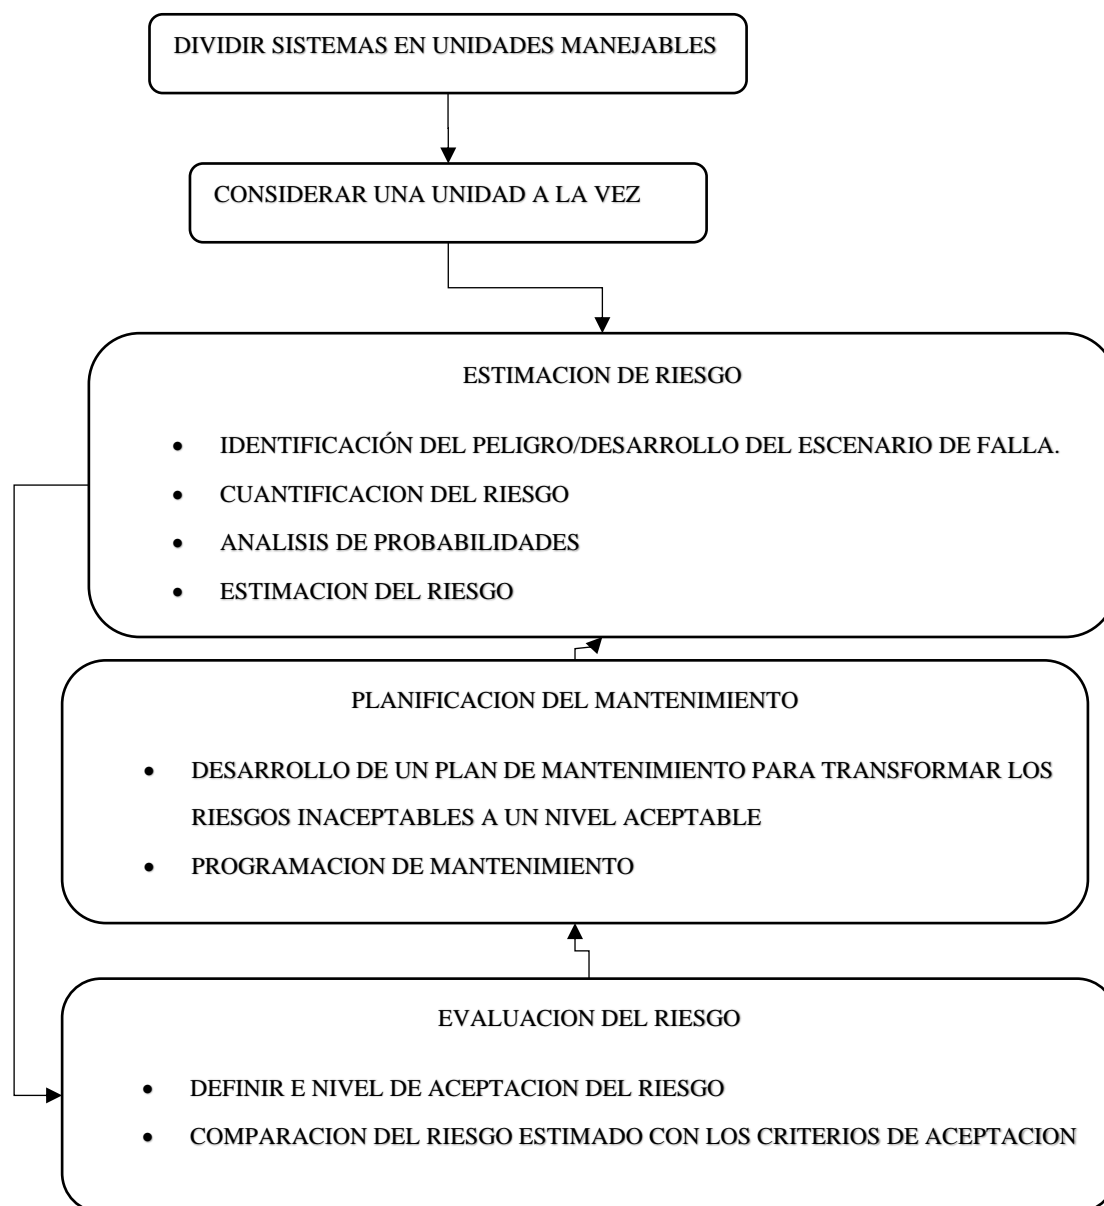 DIVIDIR SISTEMAS EN UNIDADES MANEJABLES
CONSIDERAR UNA UNIDAD A LA VEZ
ESTIMACION DE RIESGO
• IDENTIFICACIÓN DEL PELIGRO/DESARROLLO DEL ESCENARIO DE FALLA.
• CUANTIFICACION DEL RIESGO
• ANALISIS DE PROBABILIDADES
• ESTIMACION DEL RIESGO
PLANIFICACION DEL MANTENIMIENTO
• DESARROLLO DE UN PLAN DE MANTENIMIENTO PARA TRANSFORMAR LOS
RIESGOS INACEPTABLES A UN NIVEL ACEPTABLE
• PROGRAMACION DE MANTENIMIENTO
EVALUACION DEL RIESGO
• DEFINIR E NIVEL DE ACEPTACION DEL RIESGO
• COMPARACION DEL RIESGO ESTIMADO CON LOS CRITERIOS DE ACEPTACION